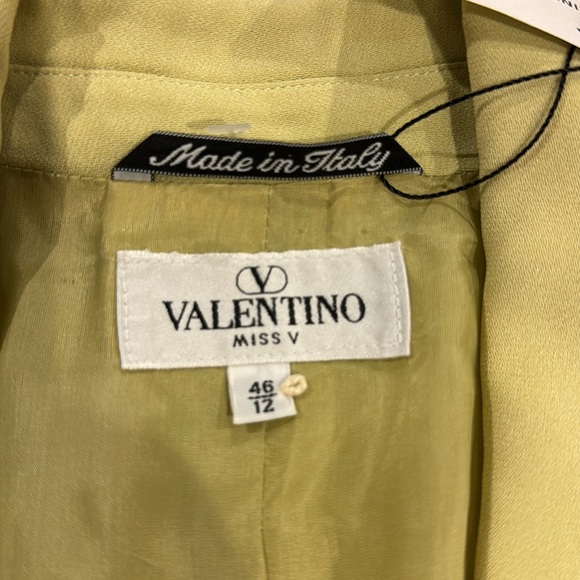 Made in Italy
V
VALENTINO
MISS V
46
12